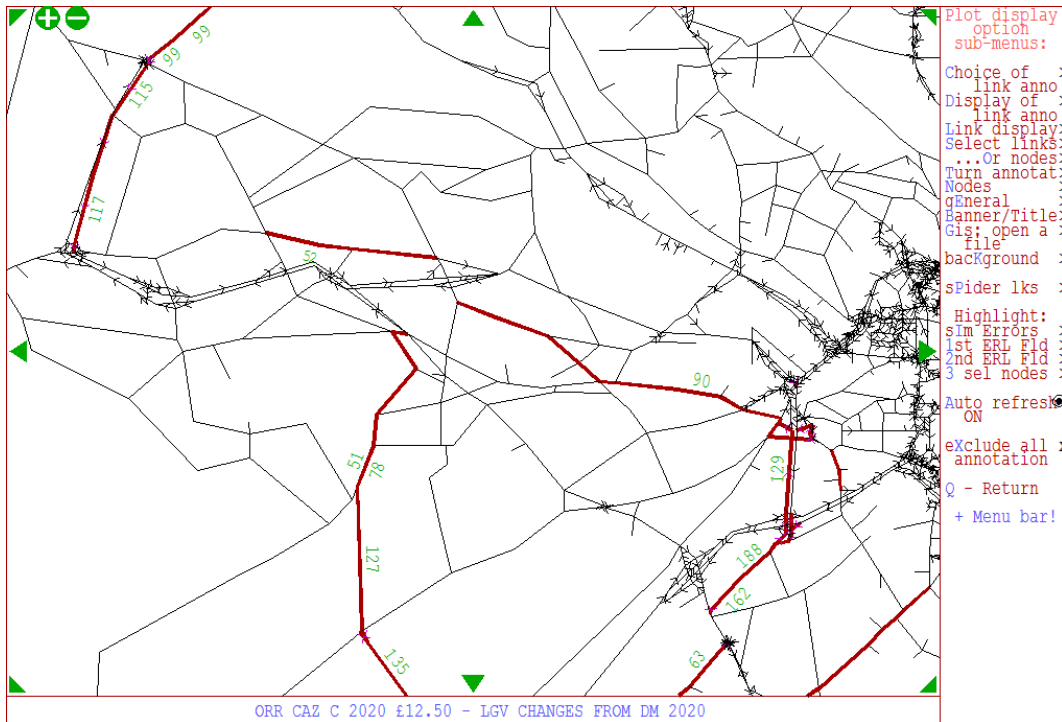 Plot display
option
sub-menus:
Choice of >
link anno
Display of >
link anno
Link display>
Select links>
...Or nodes>
Turn annotat>
Nodes >
gEneral >
Banner/Title>
Gis; open a >
file
bacKground >
sPider lks >
Highlight:
sIm Errors >
1st ERL Fld >
2nd ERL Fld >
3 sel nodes >
Auto refresh
ON
eXclude all
annotation
Q - Return
+ Menu bar!
99
99
115
117
52
90
51
78
129
127
188
162
135
63
ORR CAZ C 2020 £12.50 - LGV CHANGES FROM DM 2020